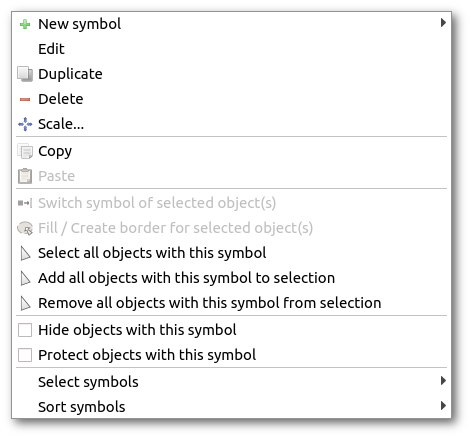 New symbol
Edit
Duplicate
Delete
Scale...
Copy
Paste
Switch symbol of selected object(s)
Fill / Create border for selected object(s)
Select all objects with this symbol
Add all objects with this symbol to selection
Remove all objects with this symbol from selection
Hide objects with this symbol
Protect objects with this symbol
Select symbols
Sort symbols